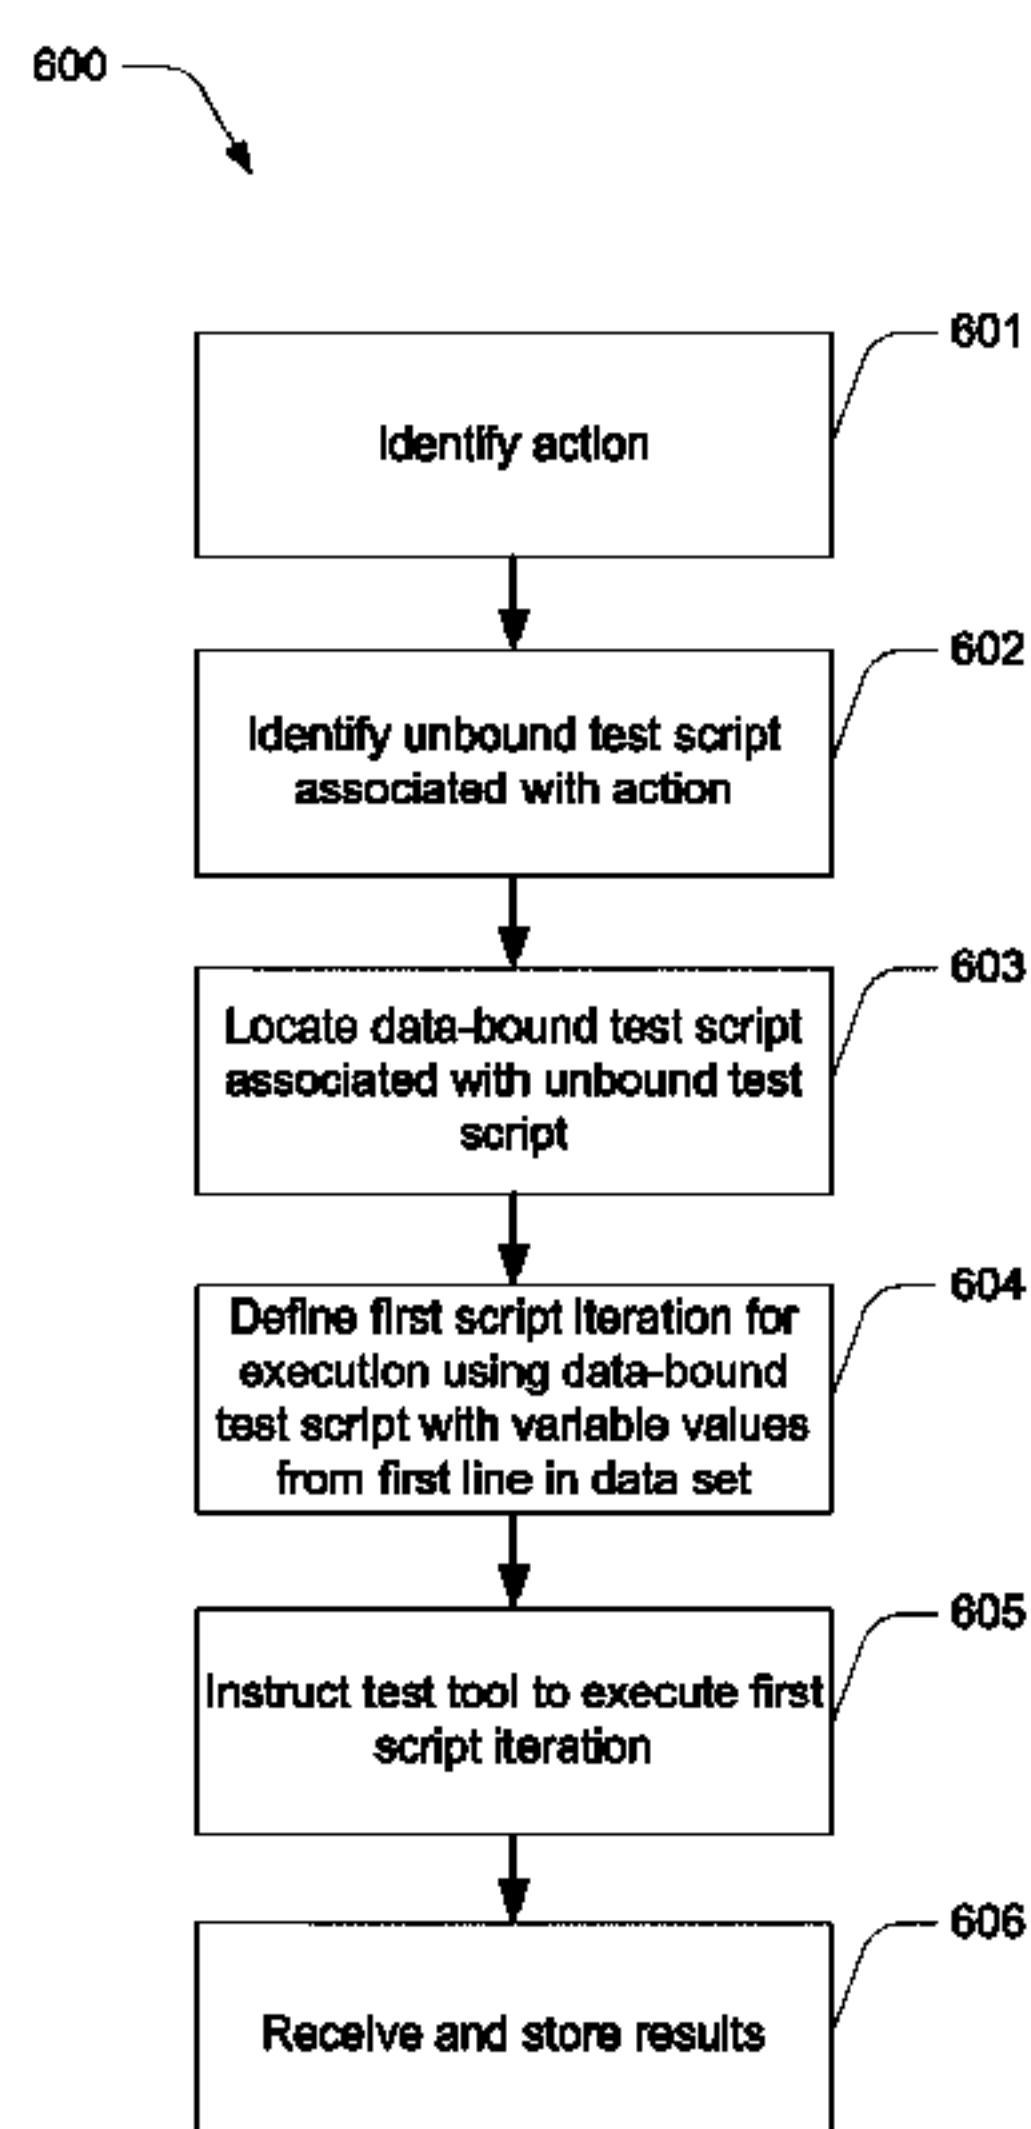 600
601
Identify action
602
Identify unbound test script
associated with action
603
Locate data-bound test script
associated with unbound test
script
604
Define first script iteration for
execution using data-bound
test script with variable values
from first line in data set
605
Instruct test tool to execute first
script iteration
606
Receive and store results